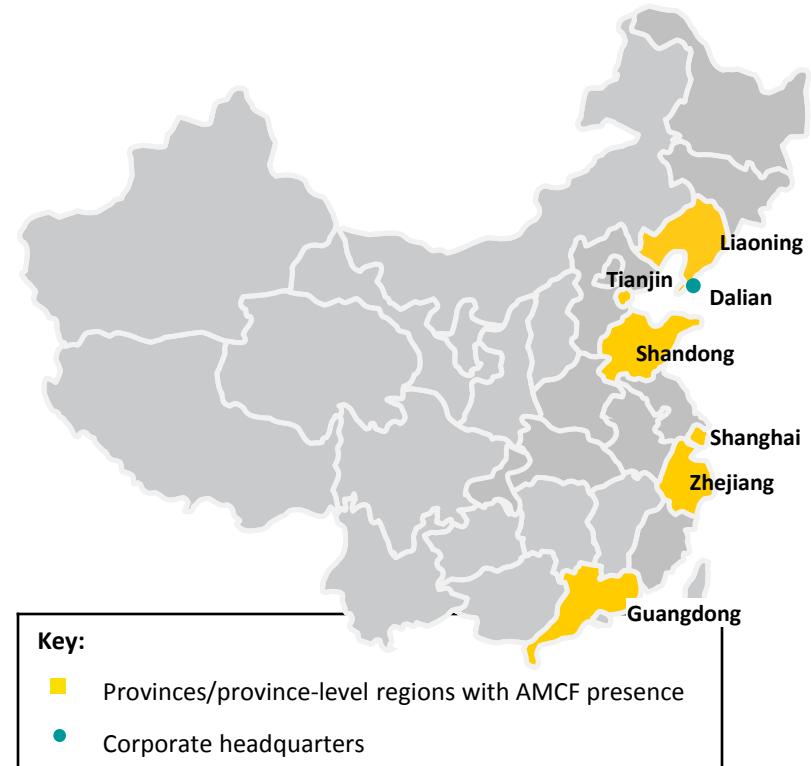 Liaoning
Tianjin
Dalian
Shandong
Shanghai
Zhejiang
Guangdong
Key:
Provinces/province-level regions with AMCF presence
Corporate headquarters